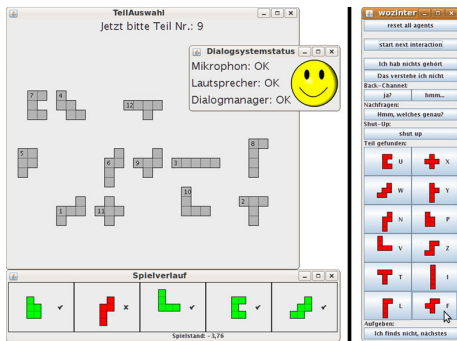 TeilAuswahl
Jetzt bitte Teil Nr.: 9
Dialogsystemstatus
Mikrophon: OK
Lautsprecher: OK
Dialogmanager: OK
7
4
12
5
6
9
3
8
1
11
10
2
Spielverlauf
Spielstand: -3,76
wozinter
reset all agents
start next interaction
Ich hab nichts gehört
Das verstehe ich nicht
Back-Channel:
ja?
hmm...
Nachfragen:
Hmm, welches genau?
Shut-Up:
shut up
Teil gefunden:
U
X
W
Y
N
P
V
Z
T
I
L
F
Aufgeben:
Ich finds nicht, nächstes